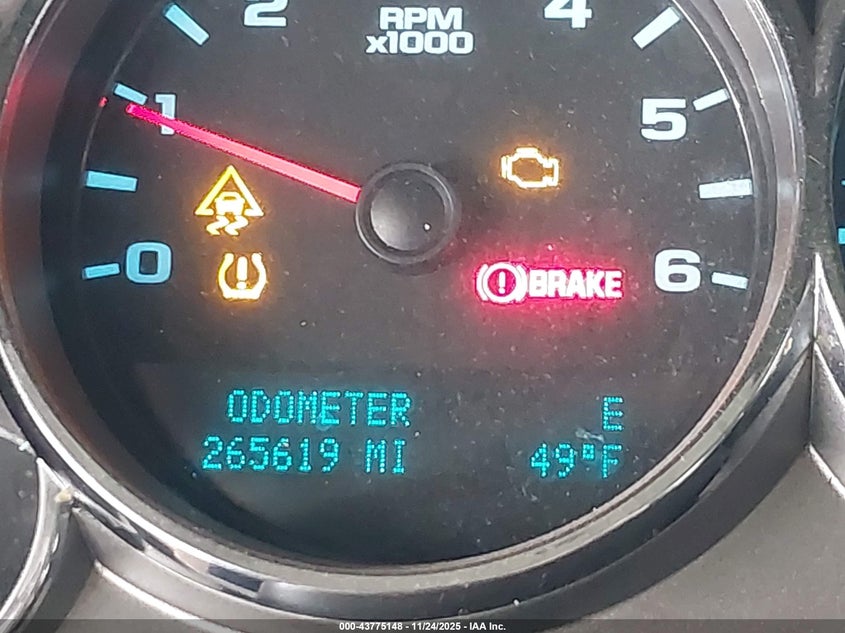 2 4
RPM
x1000
1 5
0 6
BRAKE
ODOMETER E
265619 MI 49°F
000-43775148 - 11/24/2025 - IAA Inc.